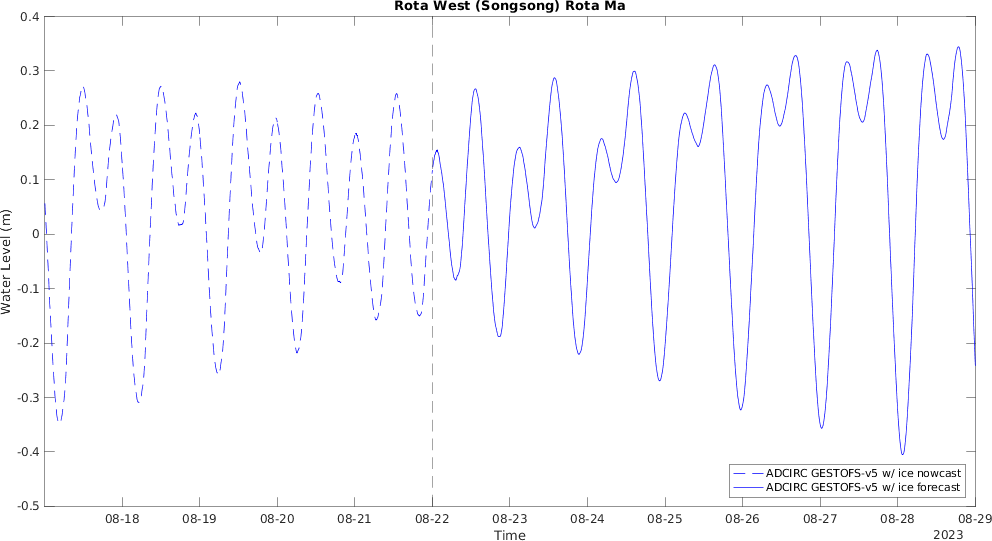 Rota West (Songsong) Rota Ma
0.4
0.3
0.2
0.1
0
-0.1
-0.2
-0.3
-0.4
-0.5
Water Level (m)
ADCIRC GESTOFS-v5 w/ ice nowcast
ADCIRC GESTOFS-v5 w/ ice forecast
08-18 08-19 08-20 08-21 08-22 08-23 08-24 08-25 08-26 08-27 08-28 08-29
Time
2023